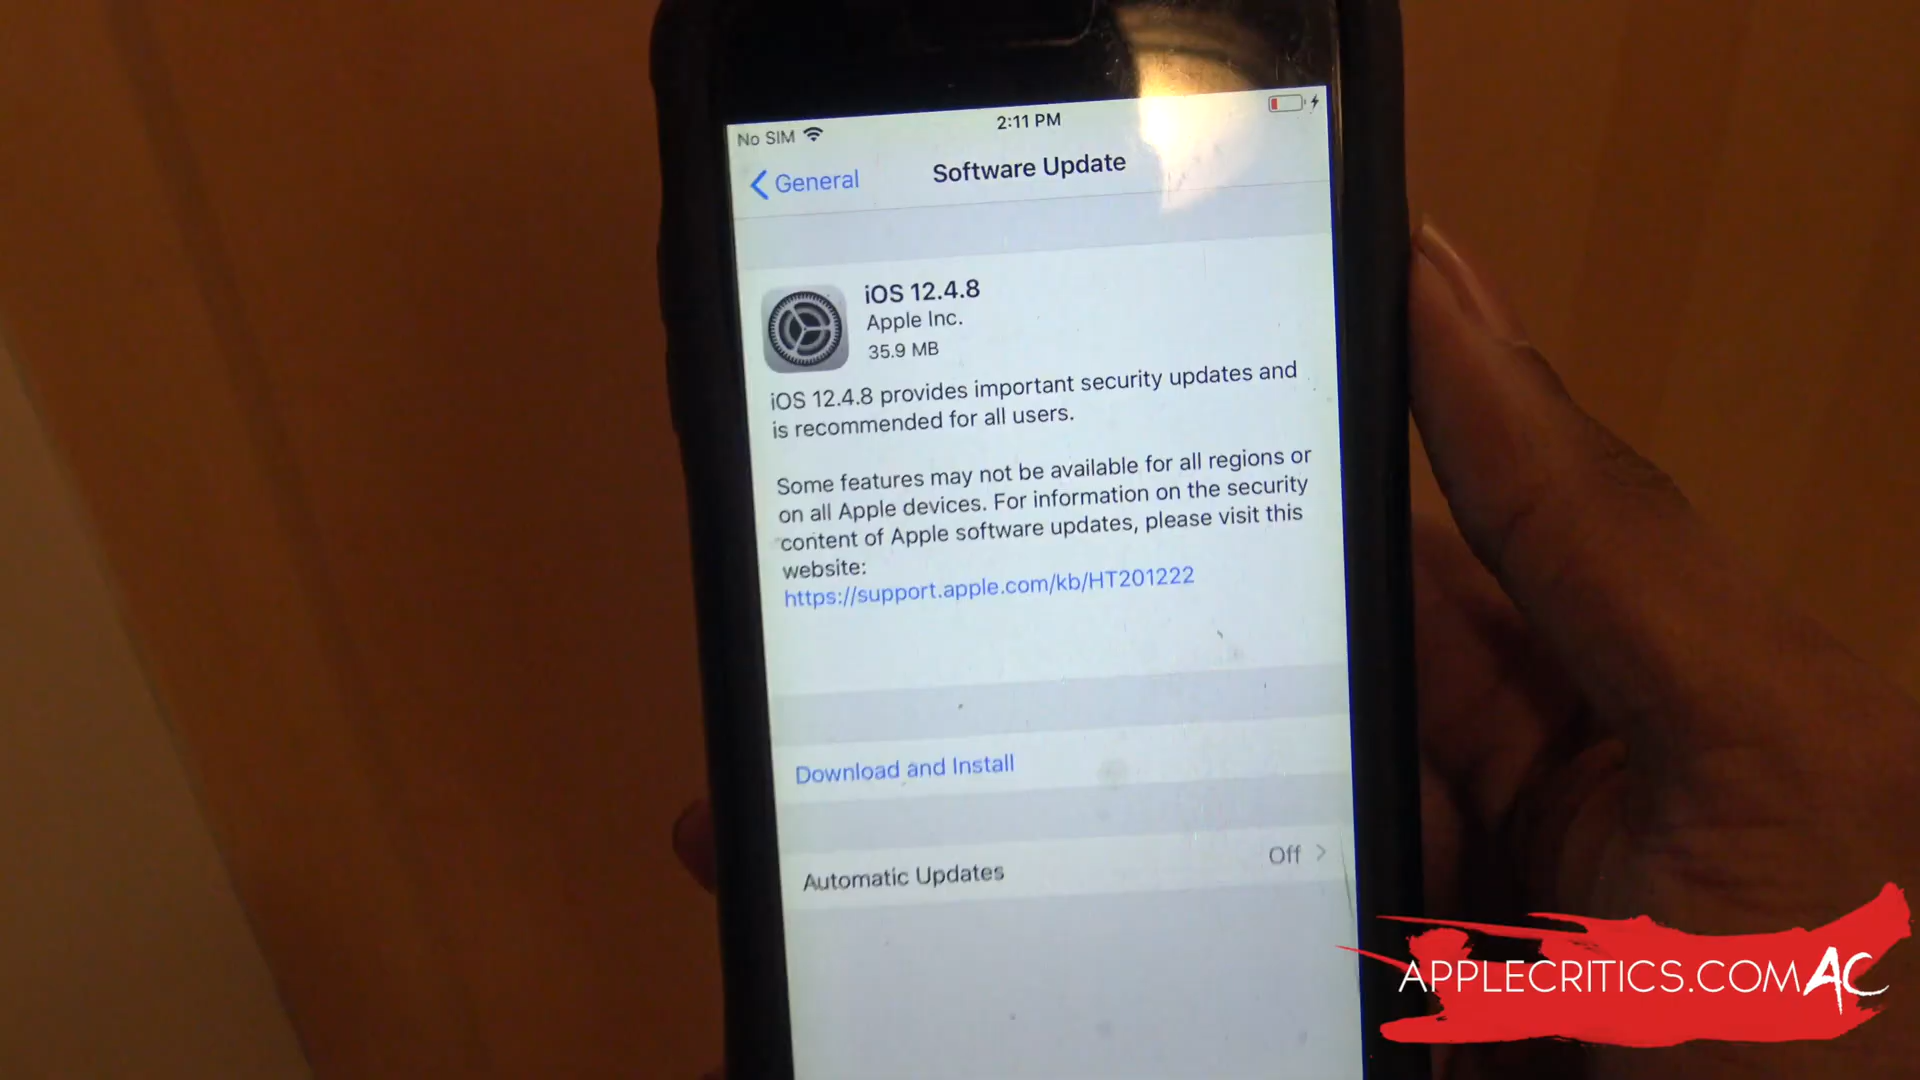 No SIM 2:11 PM
General Software Update
iOS 12.4.8
Apple Inc.
35.9 MB
iOS 12.4.8 provides important security updates and
is recommended for all users.
Some features may not be available for all regions or
on all Apple devices. For information on the security
content of Apple software updates, please visit this
website:
https://support.apple.com/kb/HT201222
Download and Install
Automatic Updates Off
APPLECRITICS.COM AC